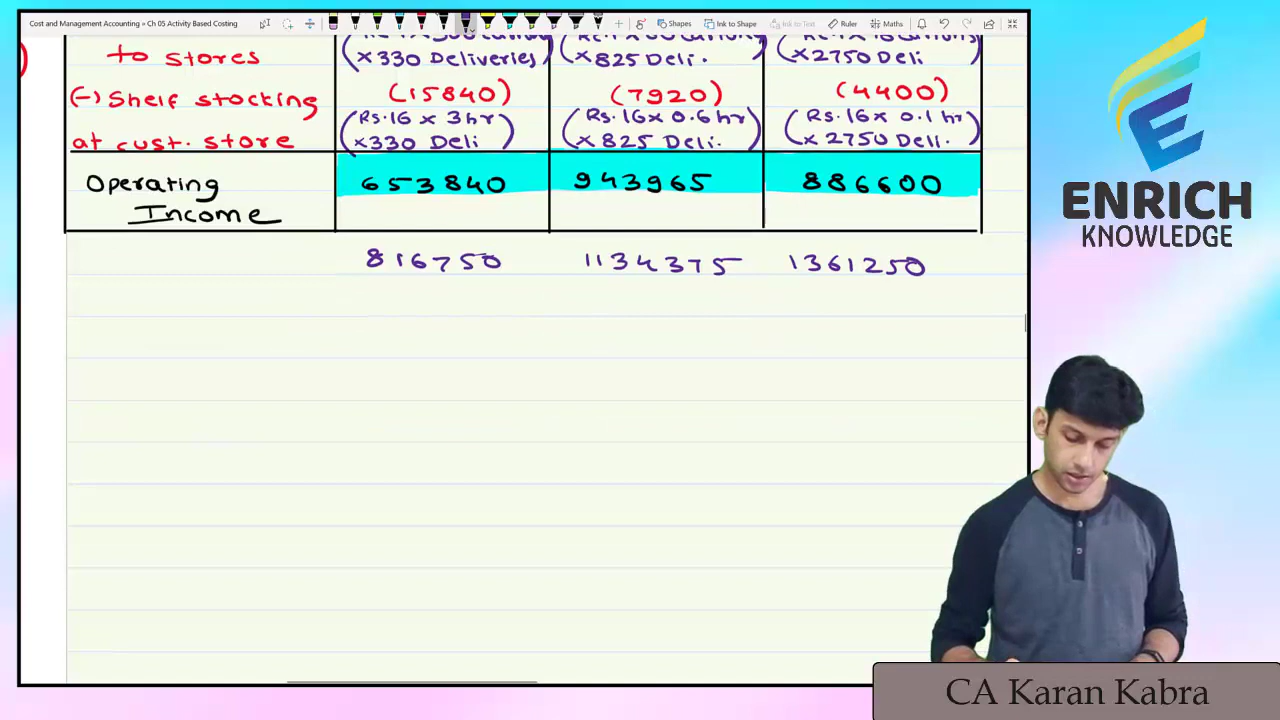 Cost and Management Accounting » Ch 05 Activity Based Costing
Shapes Ink to Shape Ink to Text Ruler Maths
to stores
×330 Deliveries ×825 Deli. ×2750 Deli
(-) Shelf stocking (15840) (7920) (4400)
Rs.16 × 3hr Rs.16 × 0.6 hr Rs.16 × 0.1 hr
at cust. store ×330 Deli ×825 Deli. × 2750 Deli.
Operating 653840 943965 886600
Income
816750 1134375 1361250
ENRICH
KNOWLEDGE
CA Karan Kabra